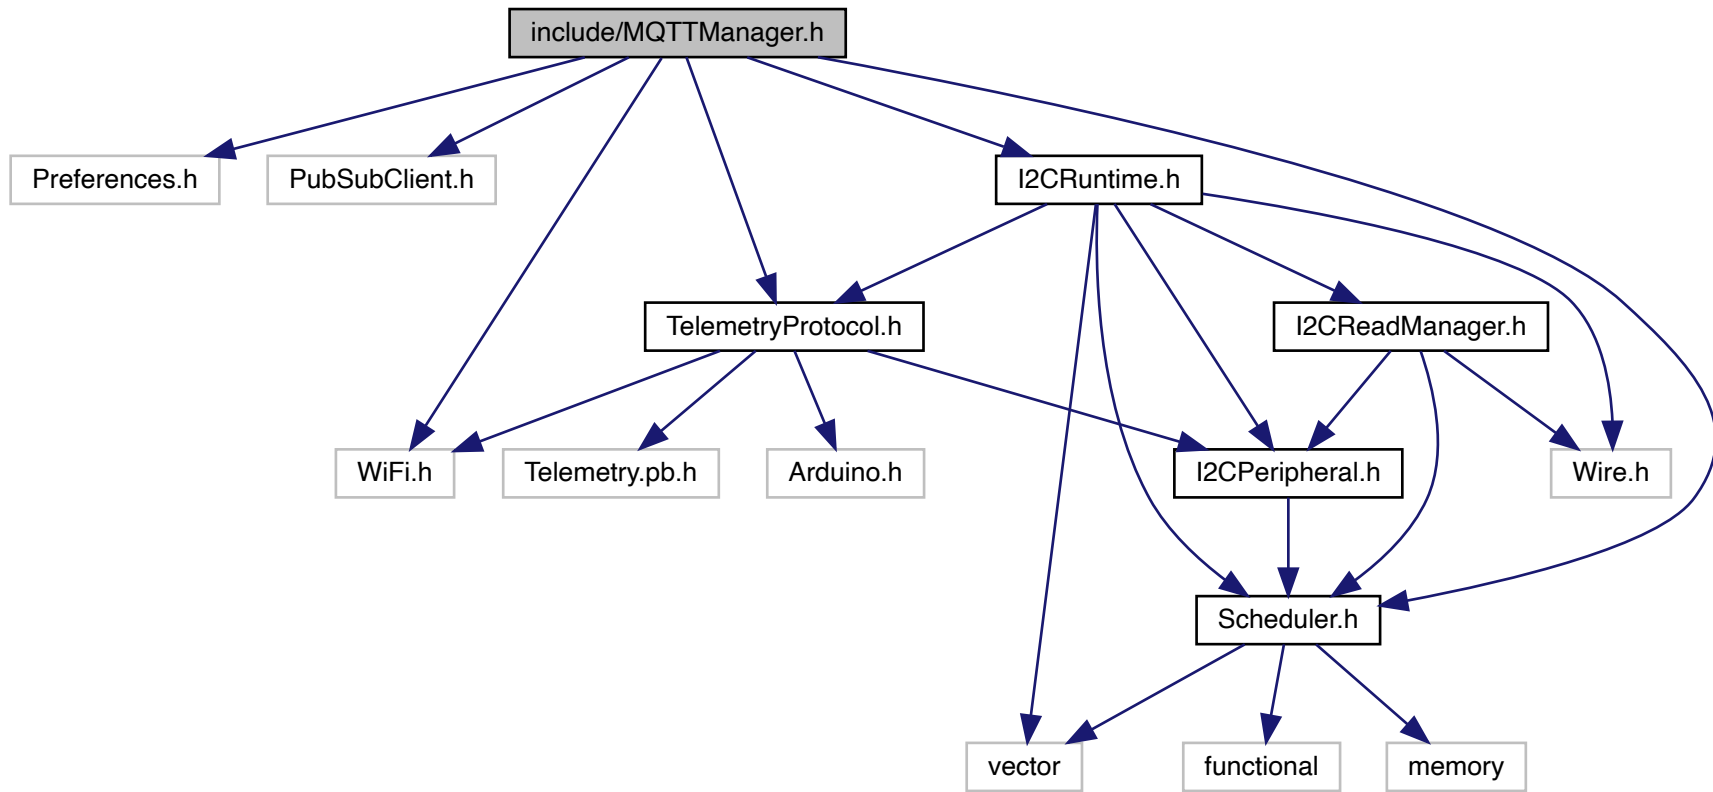 include/MQTTManager.h
Preferences.h
PubSubClient.h
I2CRuntime.h
TelemetryProtocol.h
I2CReadManager.h
WiFi.h
Telemetry.pb.h
Arduino.h
I2CPeripheral.h
Wire.h
Scheduler.h
vector
functional
memory